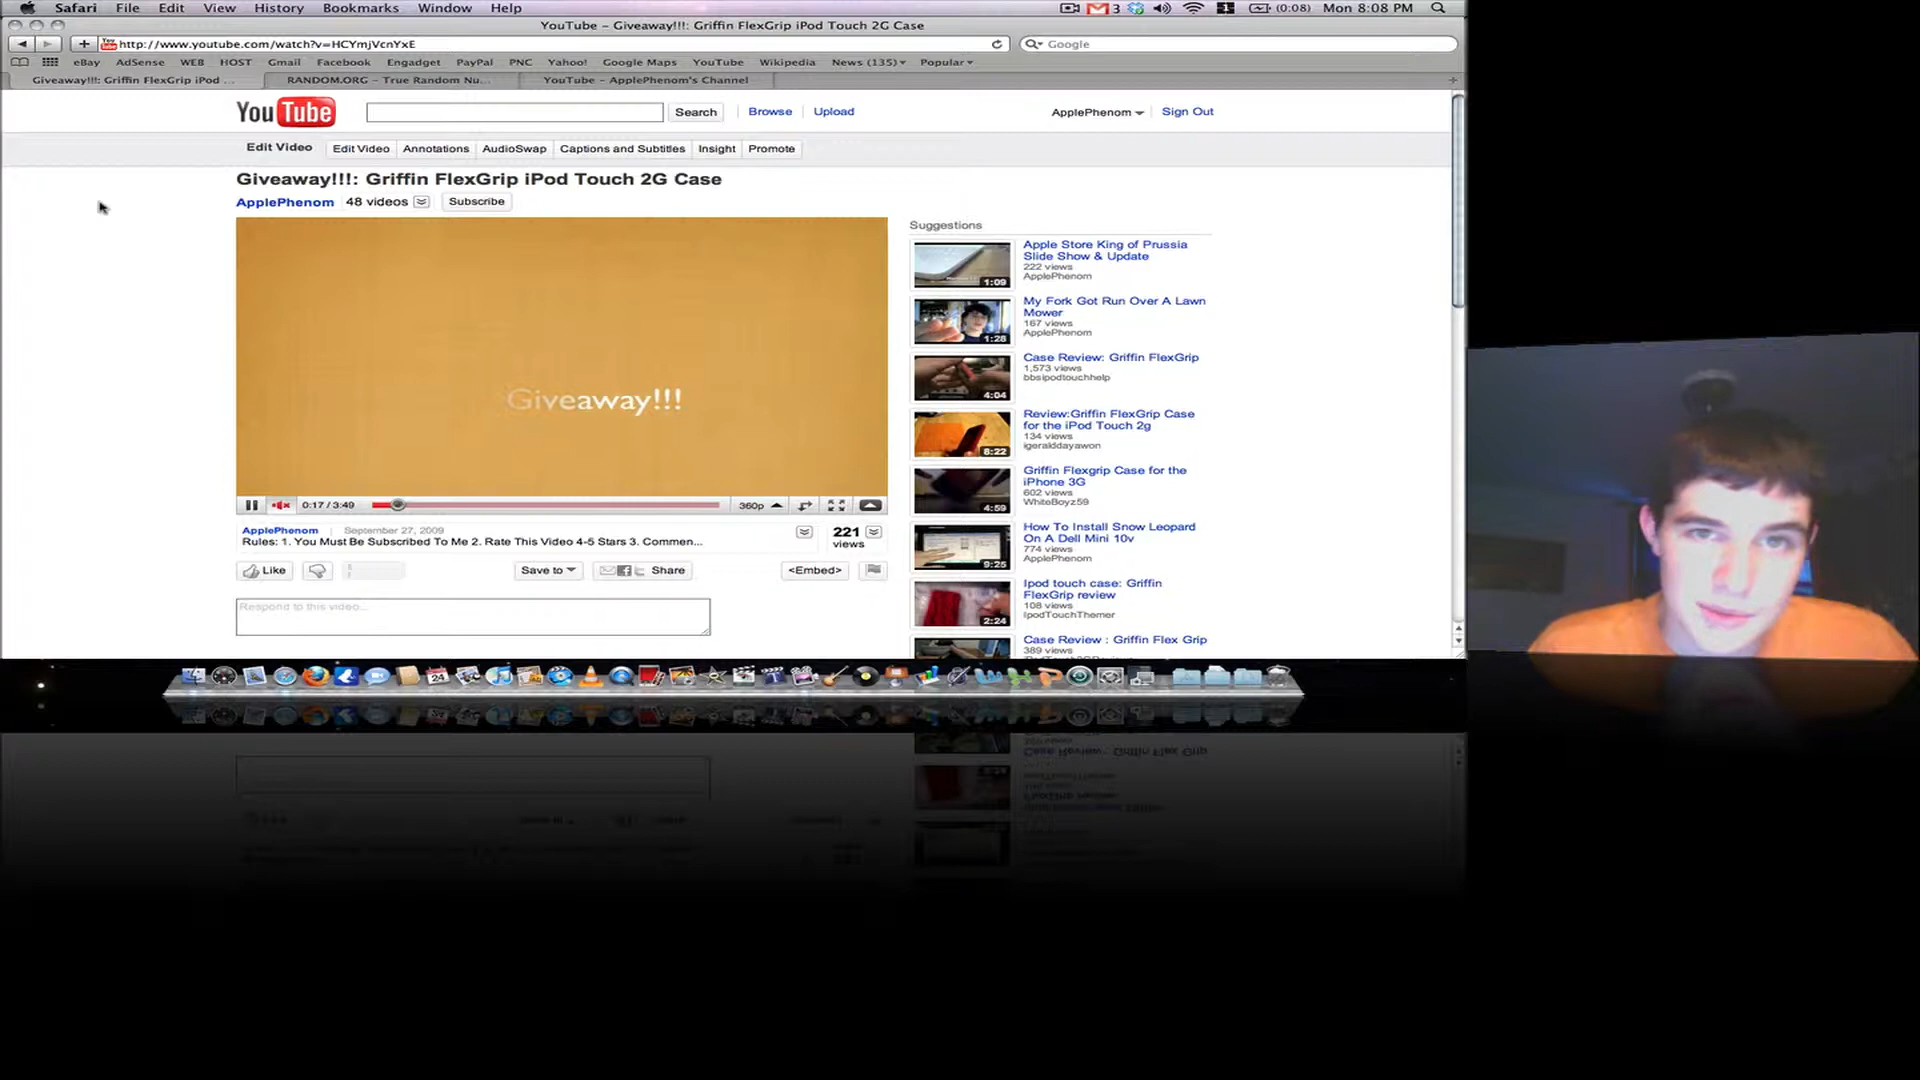 Safari File Edit View History Bookmarks Window Help
3 1 (0:08) Mon 8:08 PM
YouTube – Giveaway!!!: Griffin FlexGrip iPod Touch 2G Case
http://www.youtube.com/watch?v=HCYmjVcnYxE Google
eBay AdSense WEB HOST Gmail Facebook Engadget PayPal PNC Yahoo! Google Maps YouTube Wikipedia News (135) Popular
Giveaway!!!: Griffin FlexGrip iPod ... RANDOM.ORG – True Random Nu... YouTube – ApplePhenom's Channel
YouTube Search Browse Upload ApplePhenom Sign Out
Edit Video Edit Video Annotations AudioSwap Captions and Subtitles Insight Promote
Giveaway!!!: Griffin FlexGrip iPod Touch 2G Case
ApplePhenom 48 videos Subscribe
Giveaway!!!
0:17 / 3:49 360p
ApplePhenom September 27, 2009
Rules: 1. You Must Be Subscribed To Me 2. Rate This Video 4-5 Stars 3. Commen...
221
views
Like Save to Share <Embed>
Respond to this video...
Suggestions
Apple Store King of Prussia
Slide Show & Update
222 views
ApplePhenom
1:09
My Fork Got Run Over A Lawn
Mower
167 views
ApplePhenom
1:28
Case Review: Griffin FlexGrip
1,573 views
bbsipodtouchhelp
4:04
Review:Griffin FlexGrip Case
for the iPod Touch 2g
134 views
igeralddayawon
8:22
Griffin Flexgrip Case for the
iPhone 3G
602 views
WhiteBoyz59
4:59
How To Install Snow Leopard
On A Dell Mini 10v
774 views
ApplePhenom
9:25
Ipod touch case: Griffin
FlexGrip review
108 views
IpodTouchThemer
2:24
Case Review : Griffin Flex Grip
389 views
24